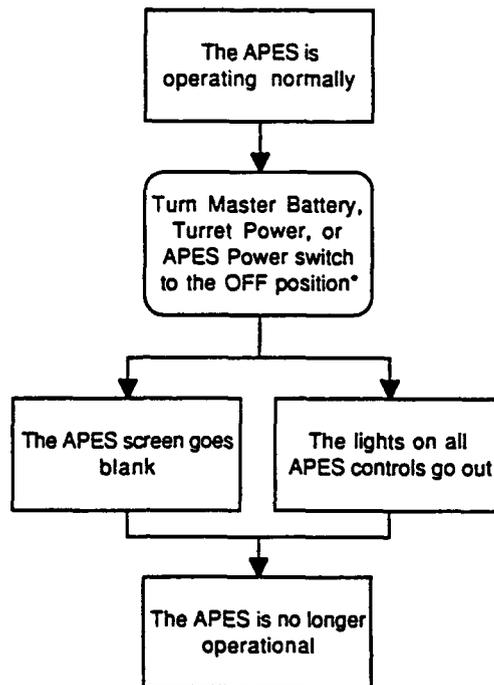 The APES is
operating normally
Turn Master Battery,
Turret Power, or
APES Power switch
to the OFF position*
The APES screen goes
blank
The lights on all
APES controls go out
The APES is no longer
operational